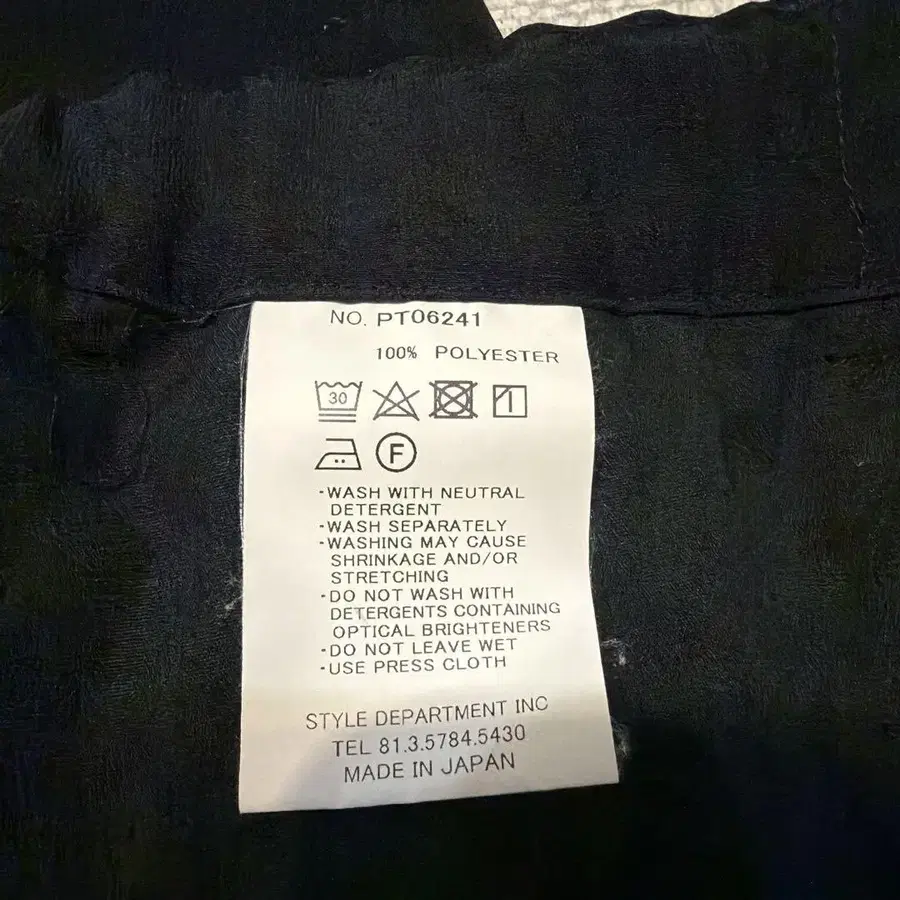 NO. PT06241
100% POLYESTER
30
F
·WASH WITH NEUTRAL
DETERGENT
·WASH SEPARATELY
·WASHING MAY CAUSE
SHRINKAGE AND/OR
STRETCHING
·DO NOT WASH WITH
DETERGENTS CONTAINING
OPTICAL BRIGHTENERS
·DO NOT LEAVE WET
·USE PRESS CLOTH
STYLE DEPARTMENT INC
TEL 81.3.5784.5430
MADE IN JAPAN